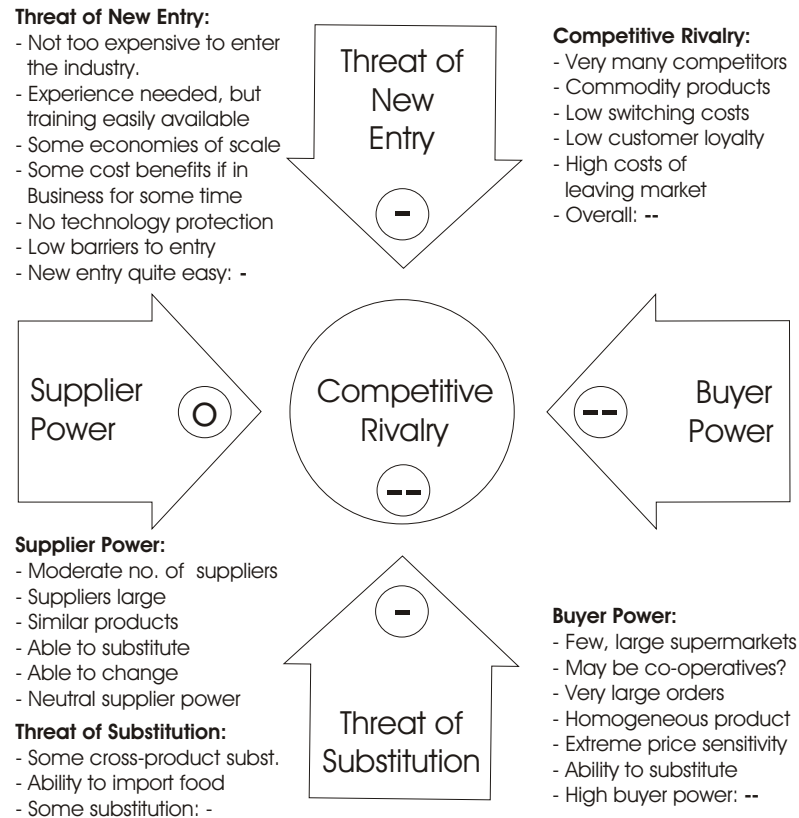 Threat of New Entry:
- Not too expensive to enter
the industry.
- Experience needed, but
training easily available
- Some economies of scale
- Some cost benefits if in
Business for some time
- No technology protection
- Low barriers to entry
- New entry quite easy: -
Threat of
New
Entry
-
Competitive Rivalry:
- Very many competitors
- Commodity products
- Low switching costs
- Low customer loyalty
- High costs of
leaving market
- Overall: --
Supplier
Power
O
Competitive
Rivalry
--
--
Buyer
Power
Supplier Power:
- Moderate no. of suppliers
- Suppliers large
- Similar products
- Able to substitute
- Able to change
- Neutral supplier power
Threat of Substitution:
- Some cross-product subst.
- Ability to import food
- Some substitution: -
-
Threat of
Substitution
Buyer Power:
- Few, large supermarkets
- May be co-operatives?
- Very large orders
- Homogeneous product
- Extreme price sensitivity
- Ability to substitute
- High buyer power: --